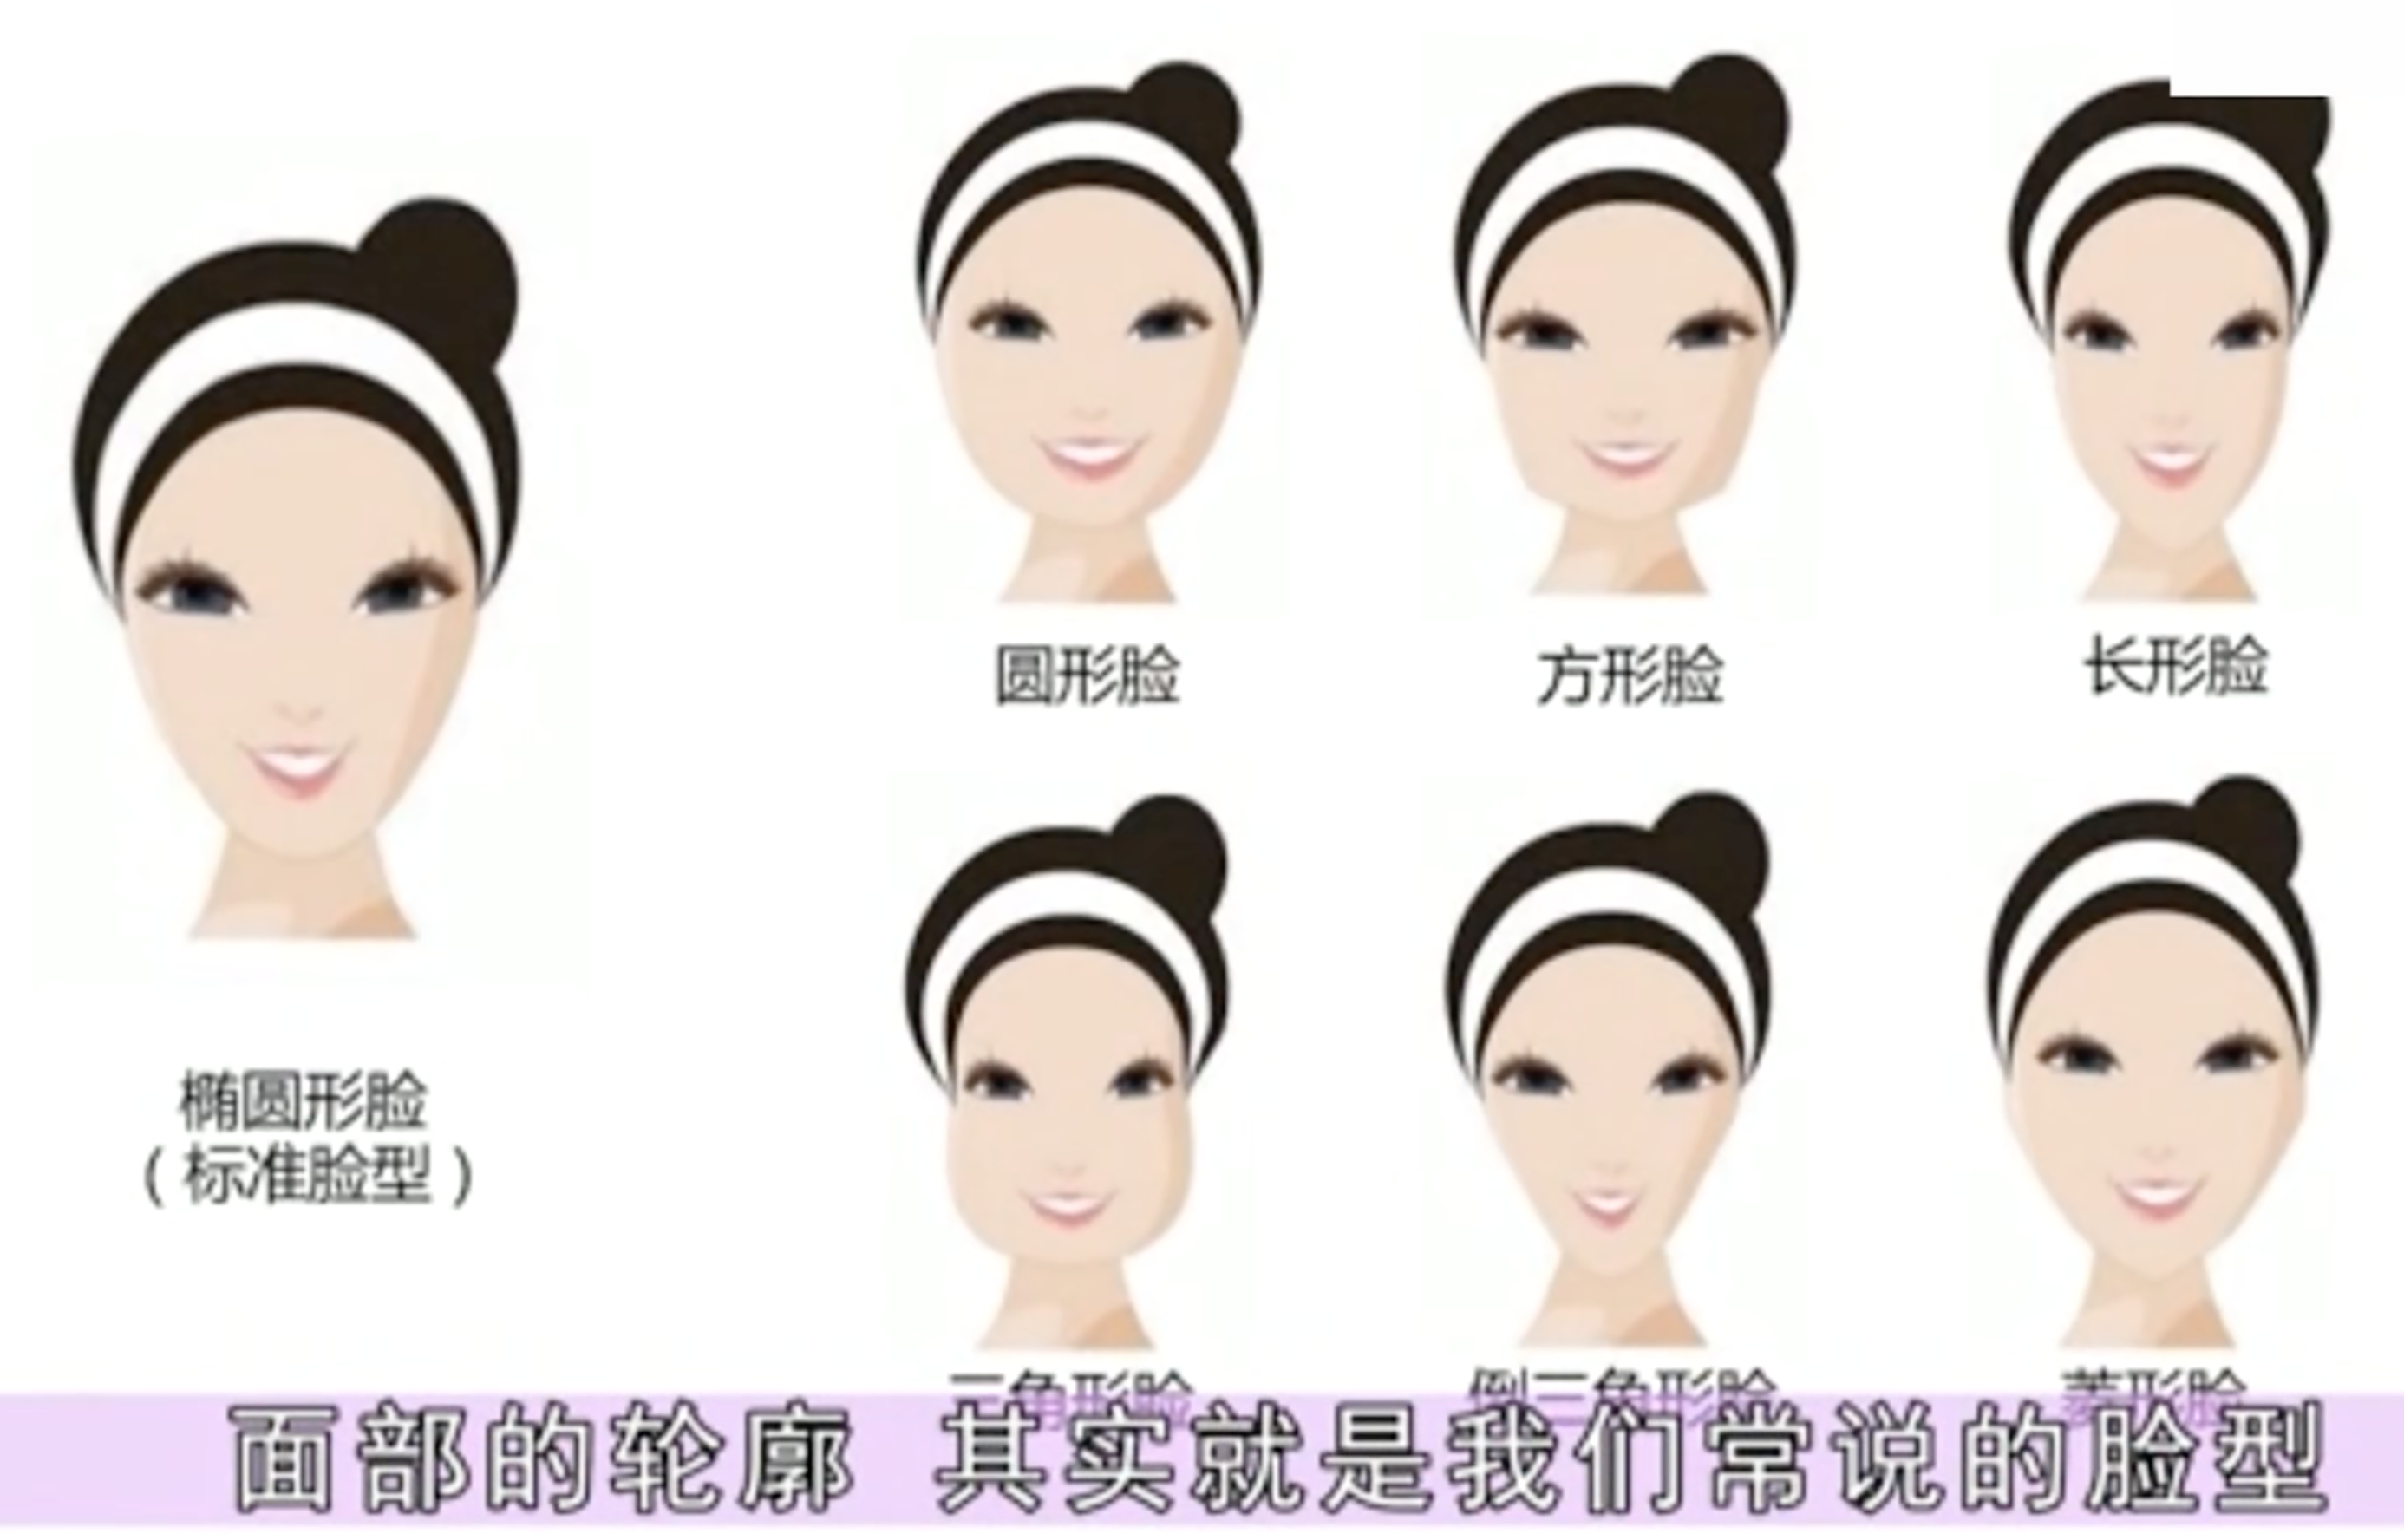 圆形脸
方形脸
长形脸
椭圆形脸
（标准脸型）
三角形脸
倒三角形脸
菱形脸
面部的轮廓 其实就是我们常说的脸型